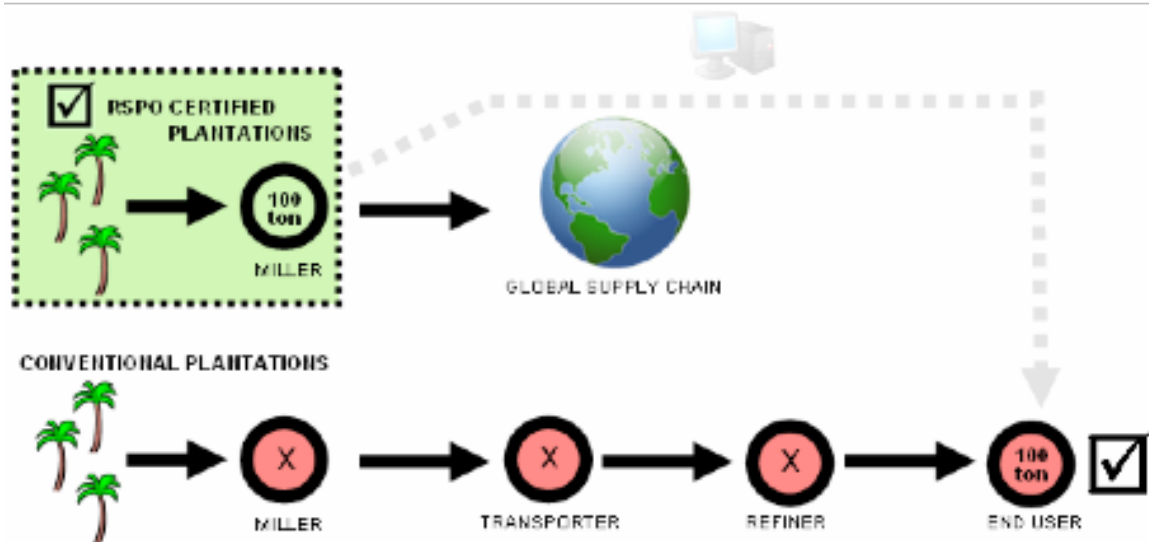 RSPO CERTIFIED
PLANTATIONS
100
ton
MILLER
GLOBAL SUPPLY CHAIN
CONVENTIONAL PLANTATIONS
X
X
X
100
ton
MILLER
TRANSPORTER
REFINER
END USER